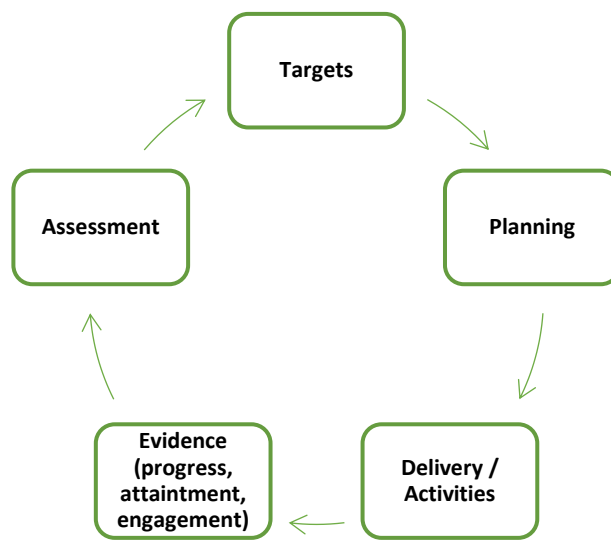 Targets
Planning
Delivery /
Activities
Evidence
(progress,
attaintment,
engagement)
Assessment